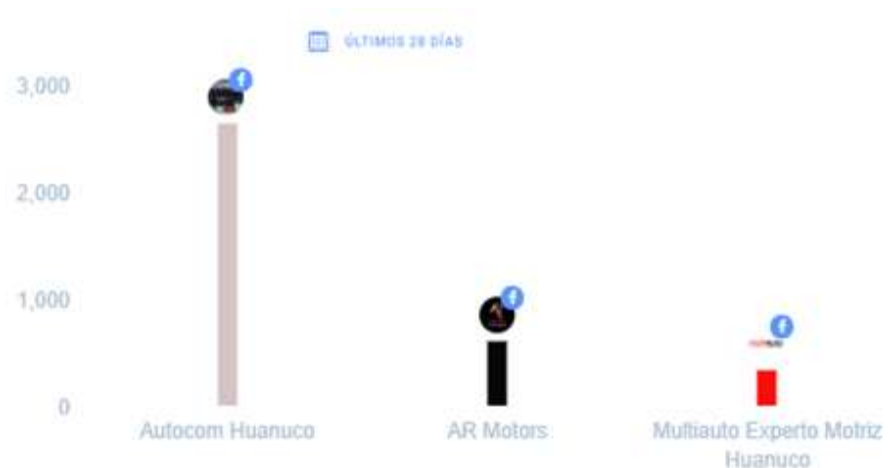 ÚLTIMOS 28 DÍAS
3,000
2,000
1,000
0
Autocom Huanuco
AR Motors
Multiauto Experto Motriz
Huanuco